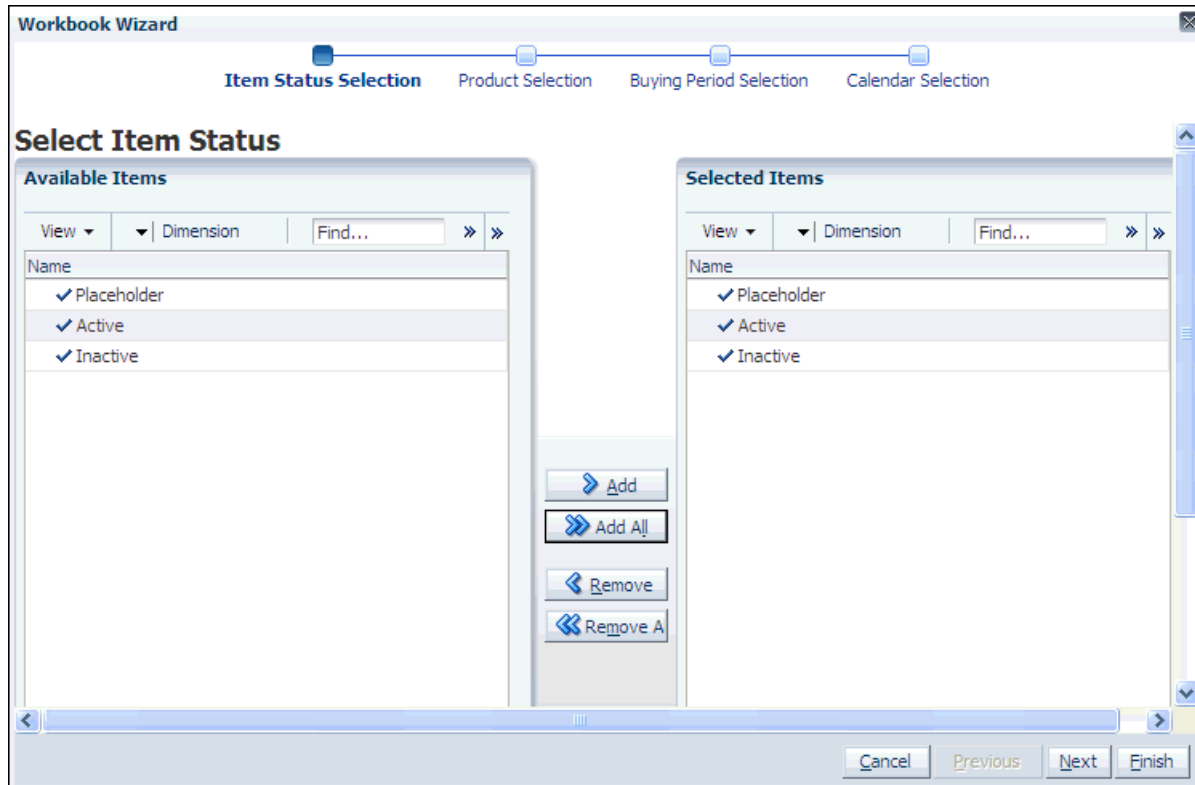 Workbook Wizard
Item Status Selection Product Selection Buying Period Selection Calendar Selection
Select Item Status
Available Items
View Dimension Find...
Name
Placeholder
Active
Inactive
Add
Add All
Remove
Remove A
Selected Items
View Dimension Find...
Name
Placeholder
Active
Inactive
Cancel Previous Next Finish